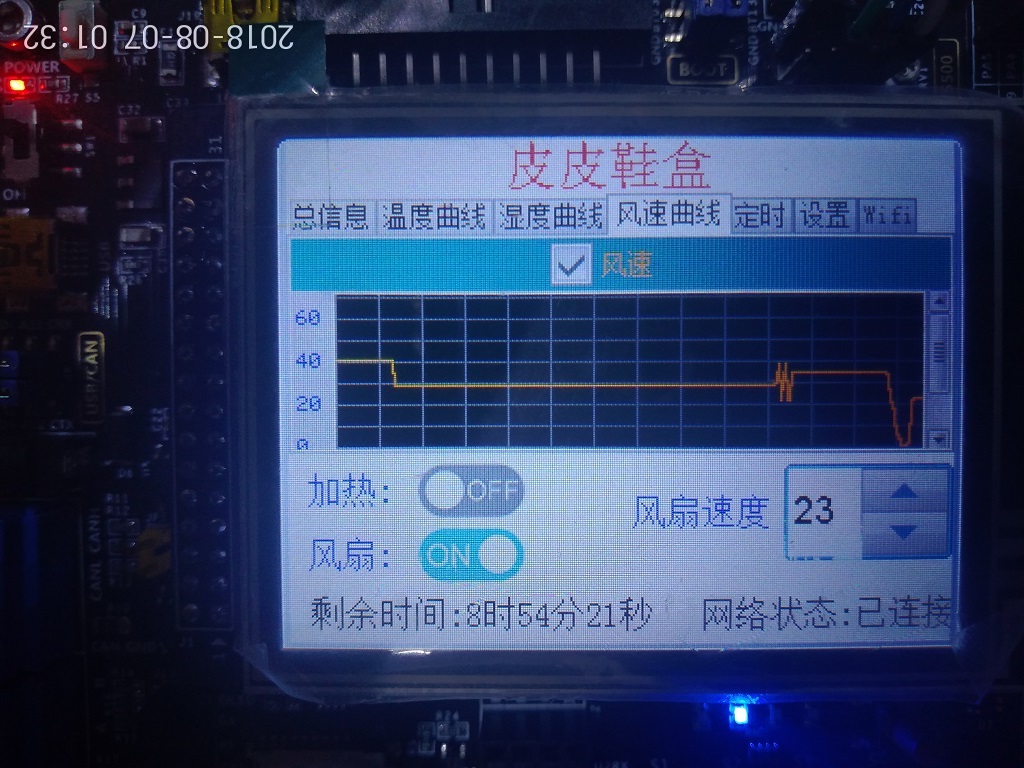 2018-08-07 01:32
POWER
R27
BOOT
皮皮鞋盒
总信息 温度曲线 湿度曲线 风速曲线 定时 设置 Wifi
风速
60
40
20
0
加热: OFF
风扇速度 23
风扇: ON
剩余时间:8时54分21秒 网络状态:已连接
USB/CAN